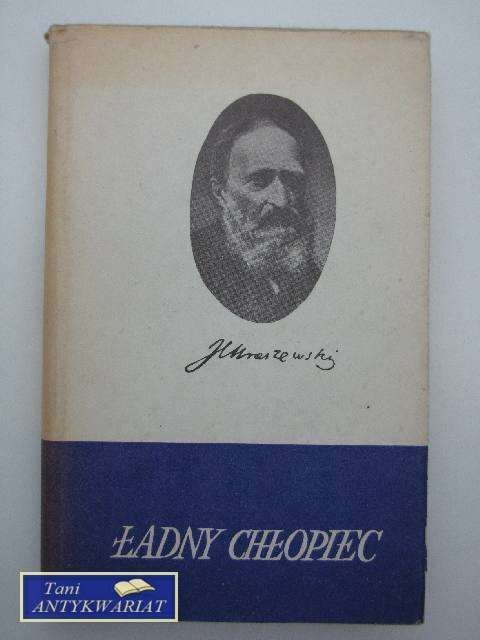 JIKraszewski
ŁADNY CHŁOPIEC
Tani
ANTYKWARIAT